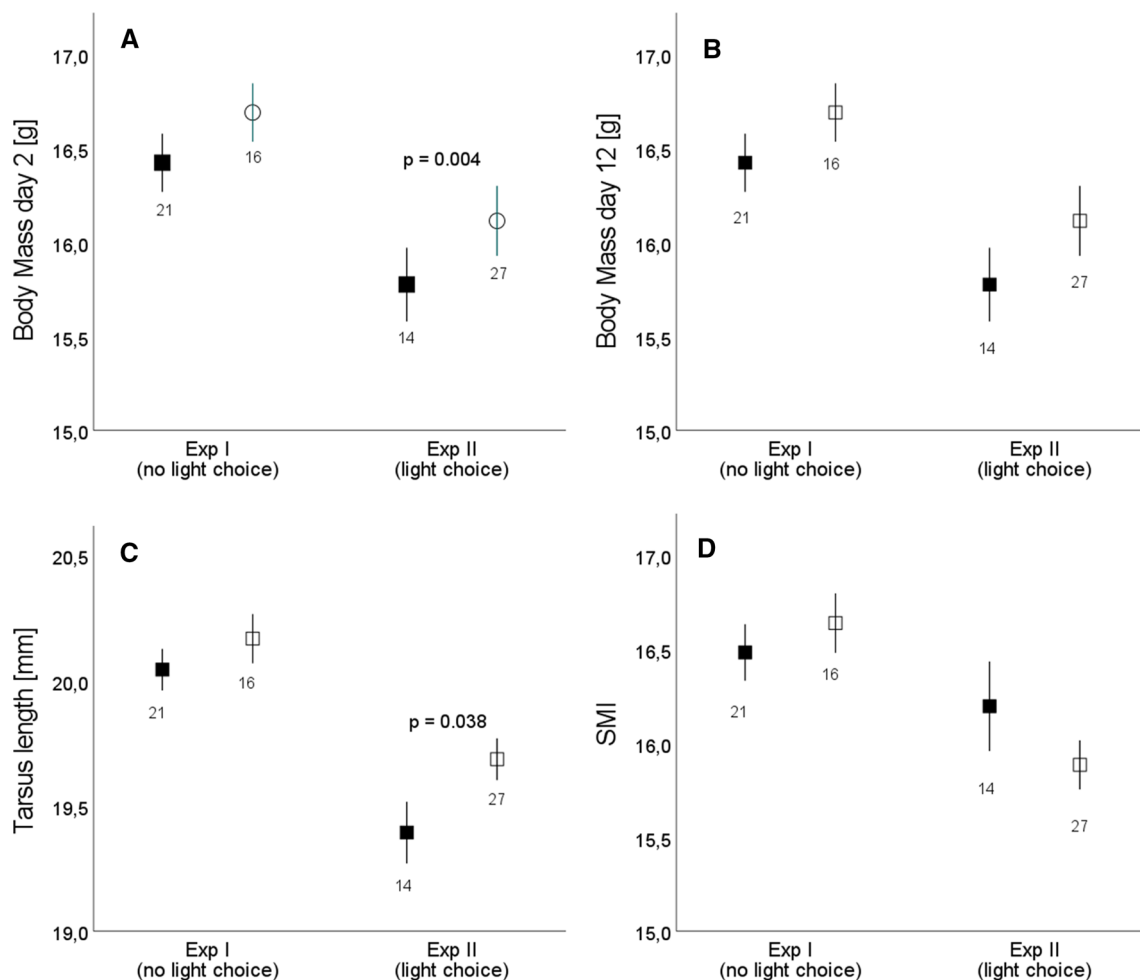 A
Body Mass day 2 [g]
17,0
16,5
16,0
15,5
15,0
21
16
p = 0.004
14
27
Exp I
(no light choice)
Exp II
(light choice)
B
Body Mass day 12 [g]
17,0
16,5
16,0
15,5
15,0
21
16
14
27
Exp I
(no light choice)
Exp II
(light choice)
C
Tarsus length [mm]
20,5
20,0
19,5
19,0
21
16
p = 0.038
14
27
Exp I
(no light choice)
Exp II
(light choice)
D
SMI
17,0
16,5
16,0
15,5
15,0
21
16
14
27
Exp I
(no light choice)
Exp II
(light choice)